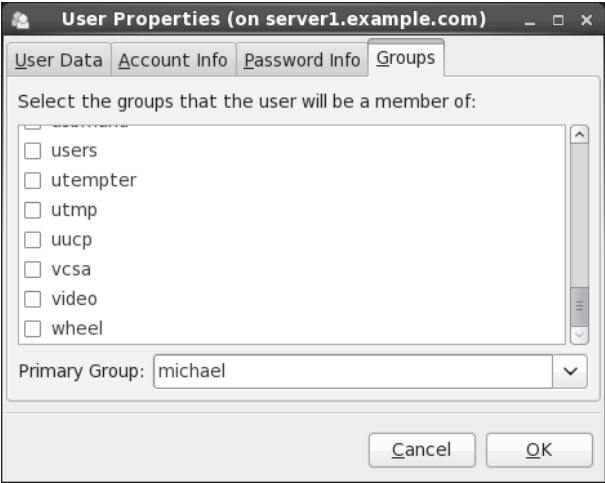 User Properties (on server1.example.com)
User Data Account Info Password Info Groups
Select the groups that the user will be a member of:
users
utempter
utmp
uucp
vcsa
video
wheel
Primary Group: michael
Cancel OK